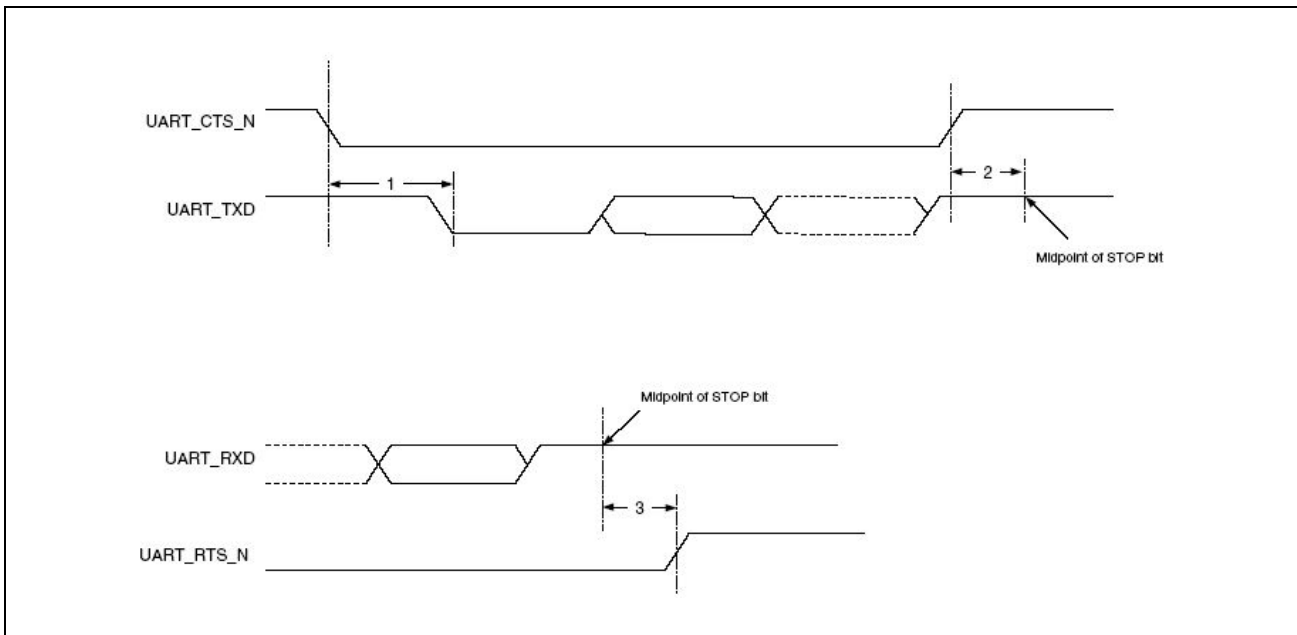 UART_CTS_N
1
2
UART_TXD
Midpoint of STOP bit
Midpoint of STOP bit
UART_RXD
3
UART_RTS_N